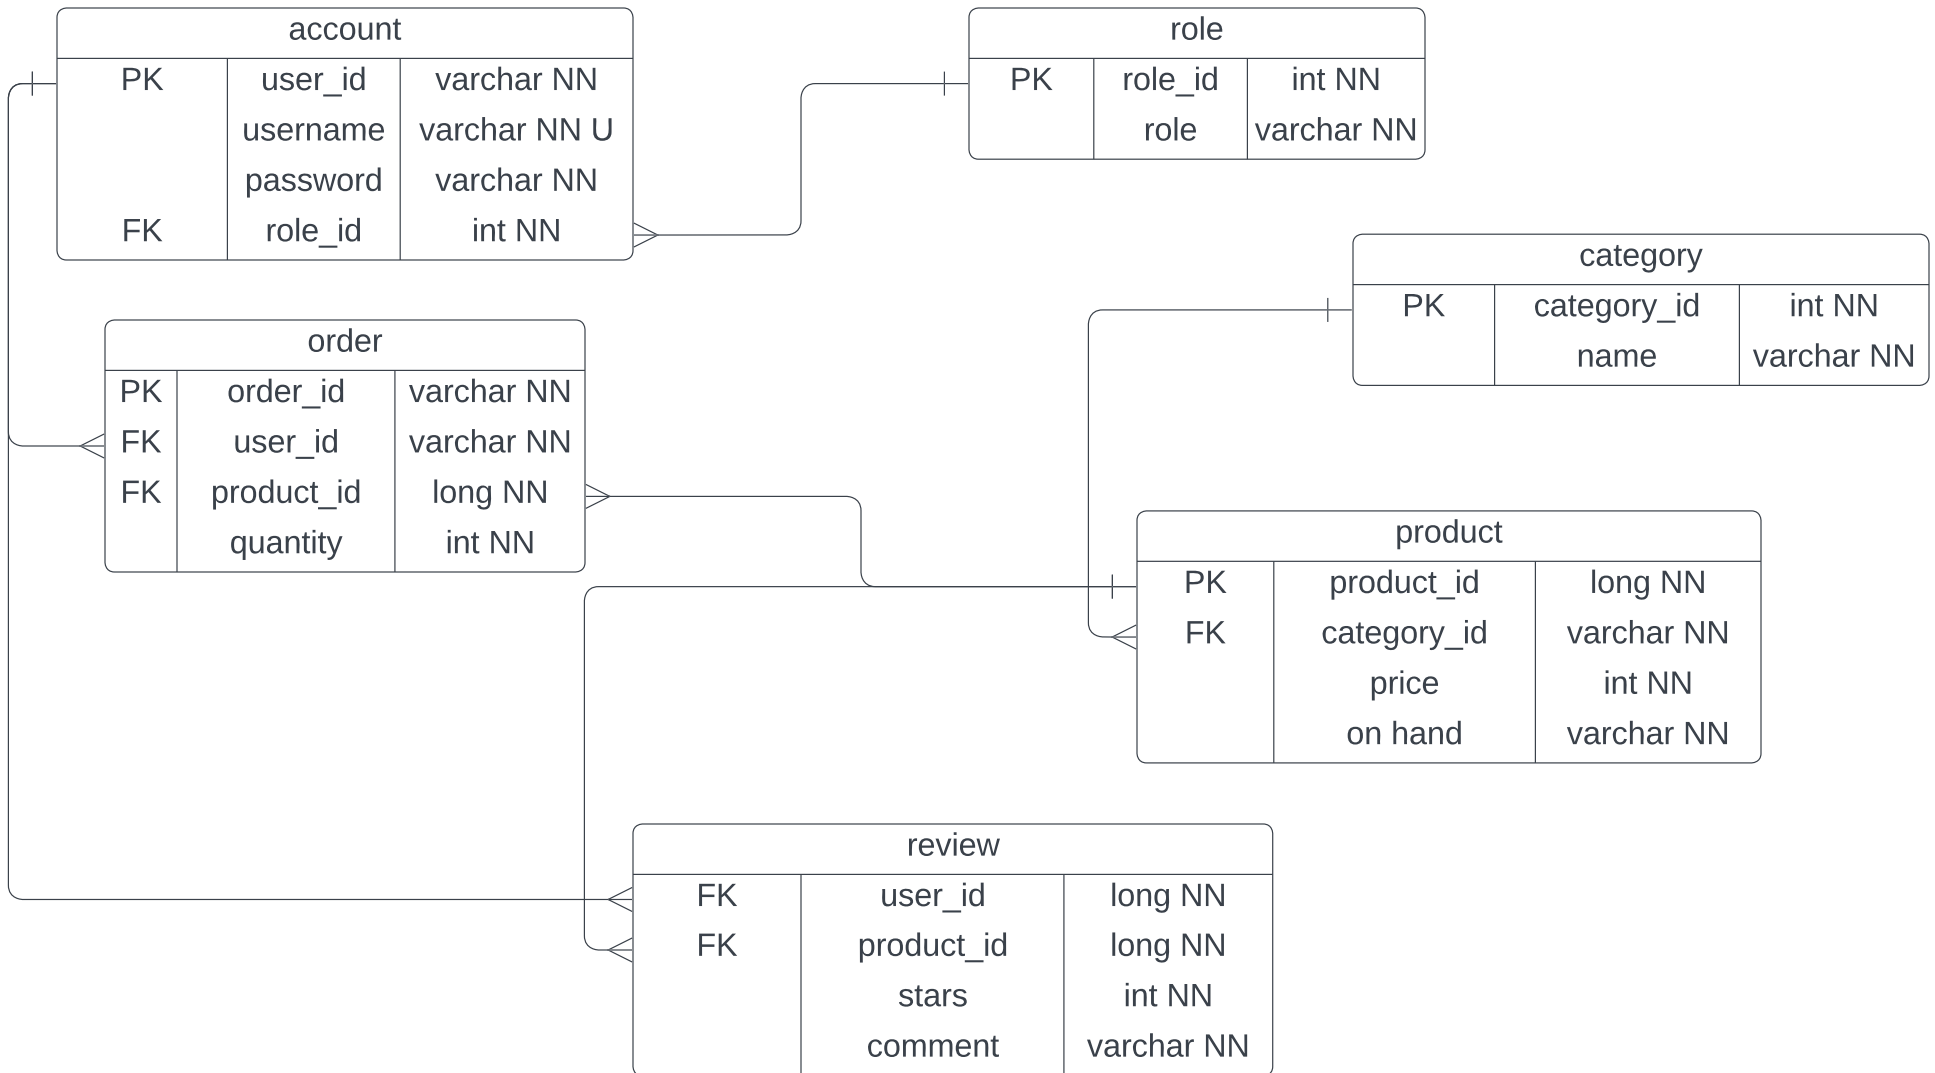 account
PK user_id varchar NN
username varchar NN U
password varchar NN
FK role_id int NN
role
PK role_id int NN
role varchar NN
category
PK category_id int NN
name varchar NN
order
PK order_id varchar NN
FK user_id varchar NN
FK product_id long NN
quantity int NN
product
PK product_id long NN
FK category_id varchar NN
price int NN
on hand varchar NN
review
FK user_id long NN
FK product_id long NN
stars int NN
comment varchar NN